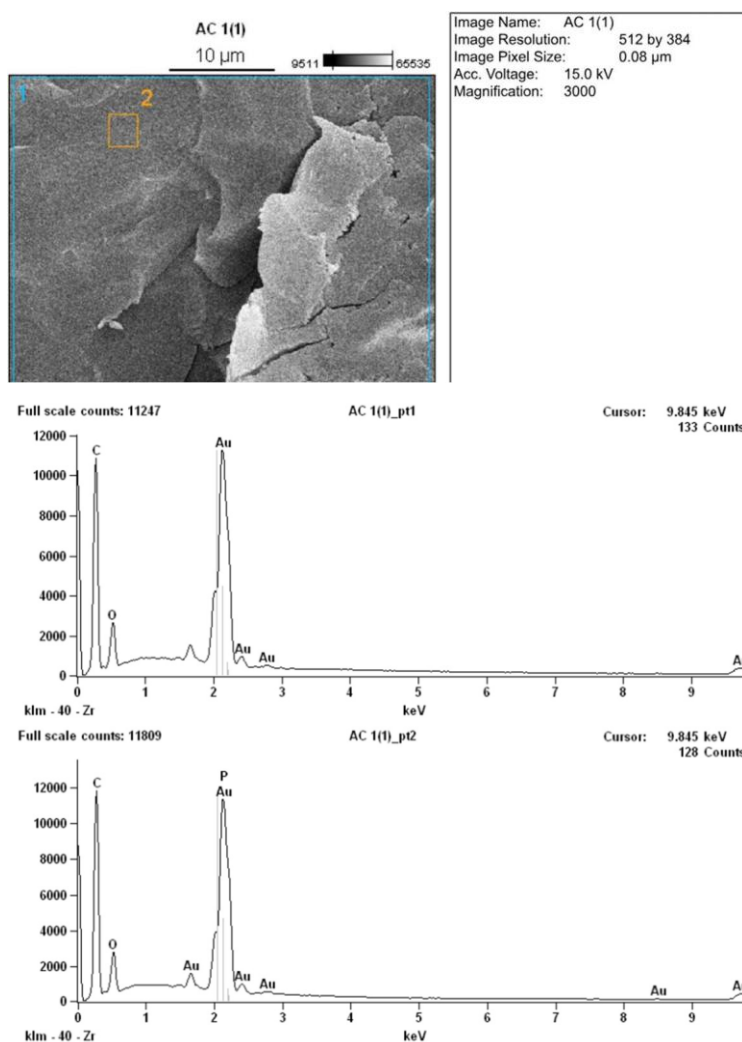 AC 1(1)
10 µm
9511 65535
Image Name: AC 1(1)
Image Resolution: 512 by 384
Image Pixel Size: 0.08 µm
Acc. Voltage: 15.0 kV
Magnification: 3000
1 2
Full scale counts: 11247 AC 1(1)_pt1 Cursor: 9.845 keV
133 Counts
12000
10000
8000
6000
4000
2000
0
C
O
Au
Au
Au
A
0 1 2 3 4 5 6 7 8 9
klm - 40 - Zr keV
Full scale counts: 11809 AC 1(1)_pt2 Cursor: 9.845 keV
128 Counts
12000
10000
8000
6000
4000
2000
0
C
O
Au
P
Au
Au
Au
Au
A
0 1 2 3 4 5 6 7 8 9
klm - 40 - Zr keV